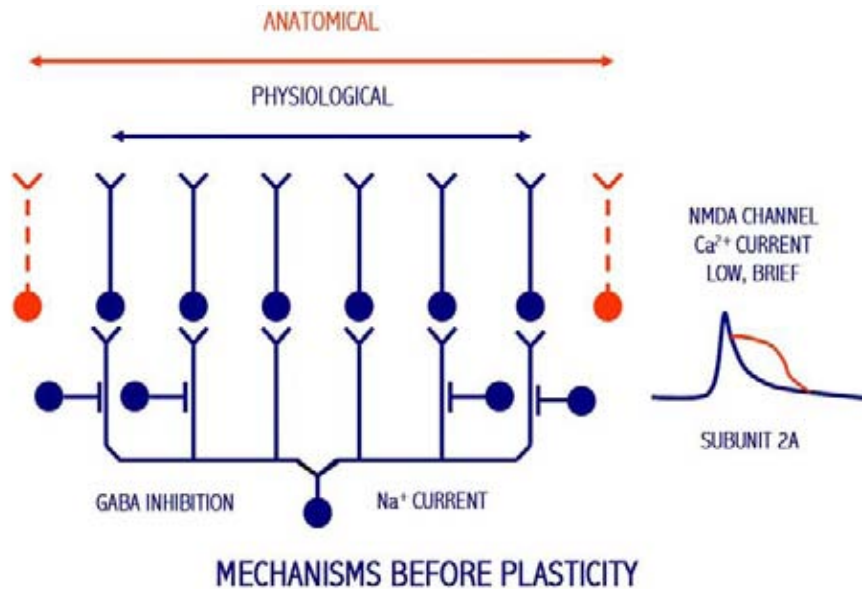 ANATOMICAL
PHYSIOLOGICAL
NMDA CHANNEL
Ca²⁺ CURRENT
LOW, BRIEF
SUBUNIT 2A
GABA INHIBITION
Na⁺ CURRENT
MECHANISMS BEFORE PLASTICITY